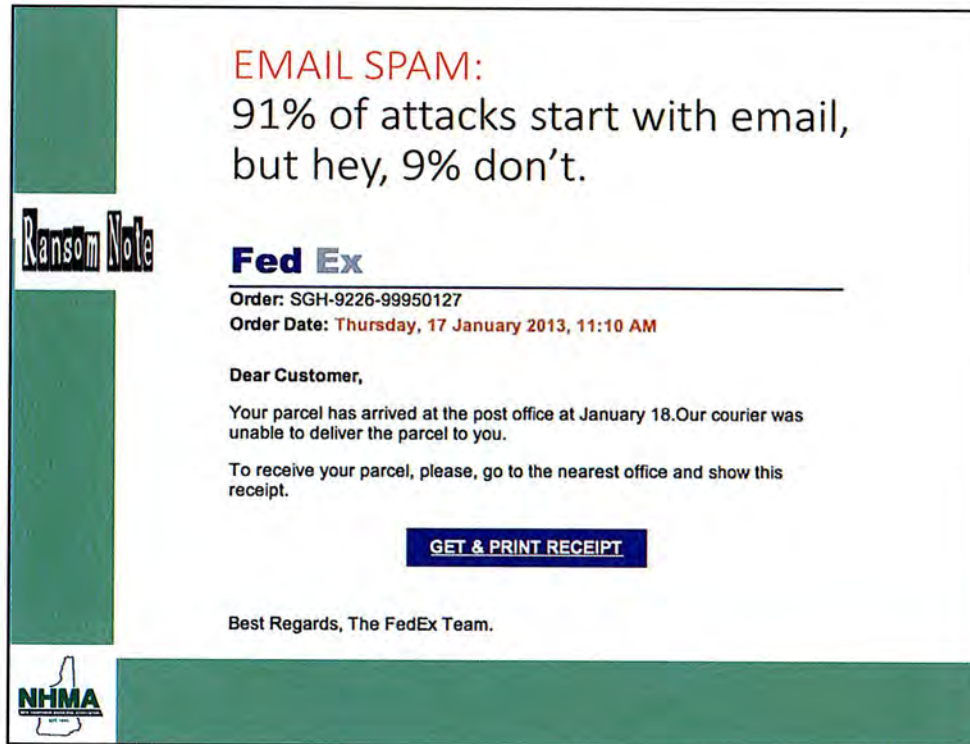 EMAIL SPAM:
91% of attacks start with email,
but hey, 9% don't.
Ransom Note
Fed Ex
Order: SGH-9226-99950127
Order Date: Thursday, 17 January 2013, 11:10 AM
Dear Customer,
Your parcel has arrived at the post office at January 18.Our courier was
unable to deliver the parcel to you.
To receive your parcel, please, go to the nearest office and show this
receipt.
GET & PRINT RECEIPT
Best Regards, The FedEx Team.
NHMA